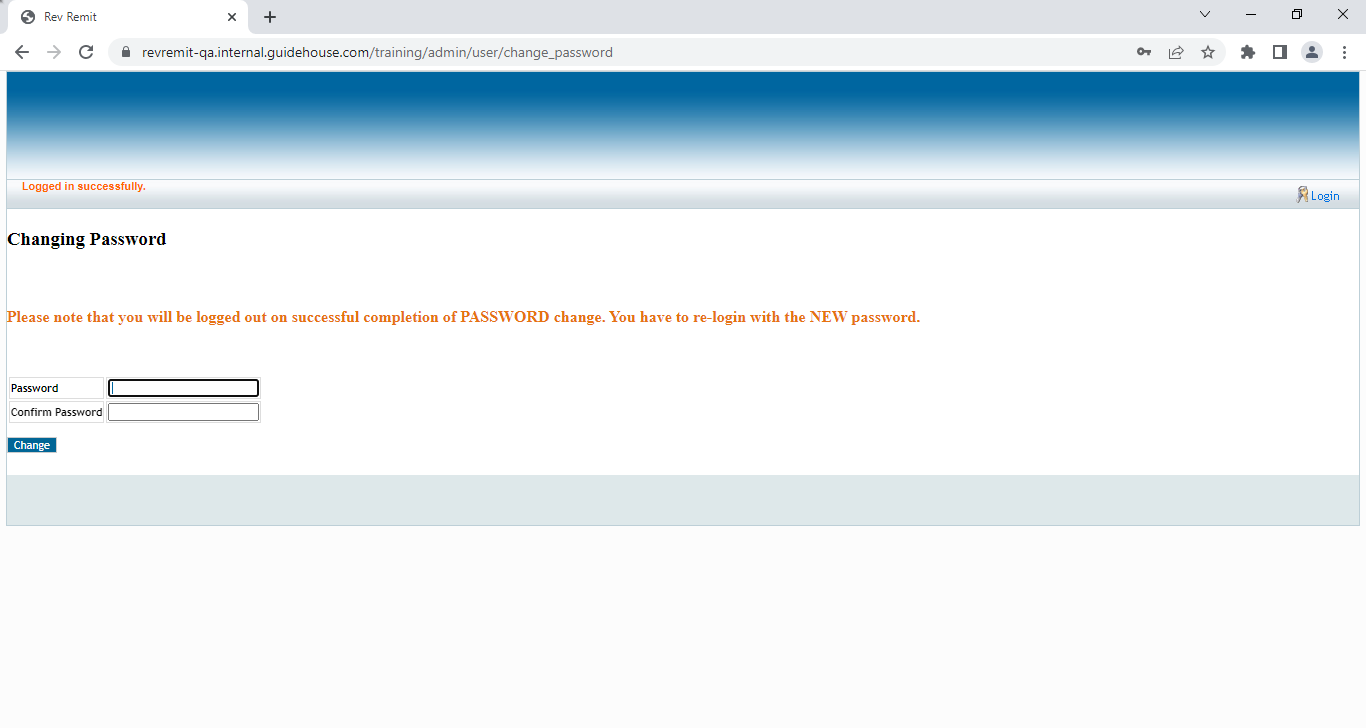 Rev Remit
revremit-qa.internal.guidehouse.com/training/admin/user/change_password
Logged in successfully.
Login
Changing Password
Please note that you will be logged out on successful completion of PASSWORD change. You have to re-login with the NEW password.
Password
Confirm Password
Change